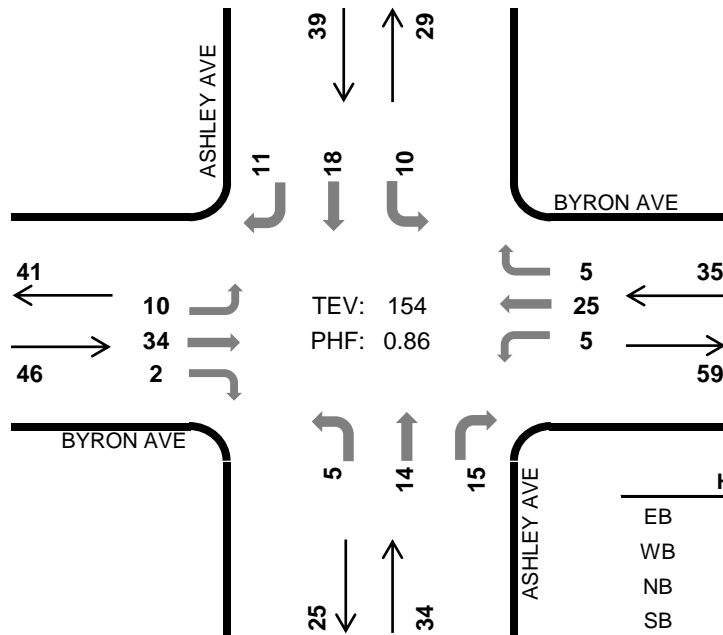 39 29
ASHLEY AVE
11 18 10
BYRON AVE
41
10
34
2
46
TEV: 154
PHF: 0.86
5
25
5
35
59
BYRON AVE
5 14 15
ASHLEY AVE
25 34
H
EB
WB
NB
SB